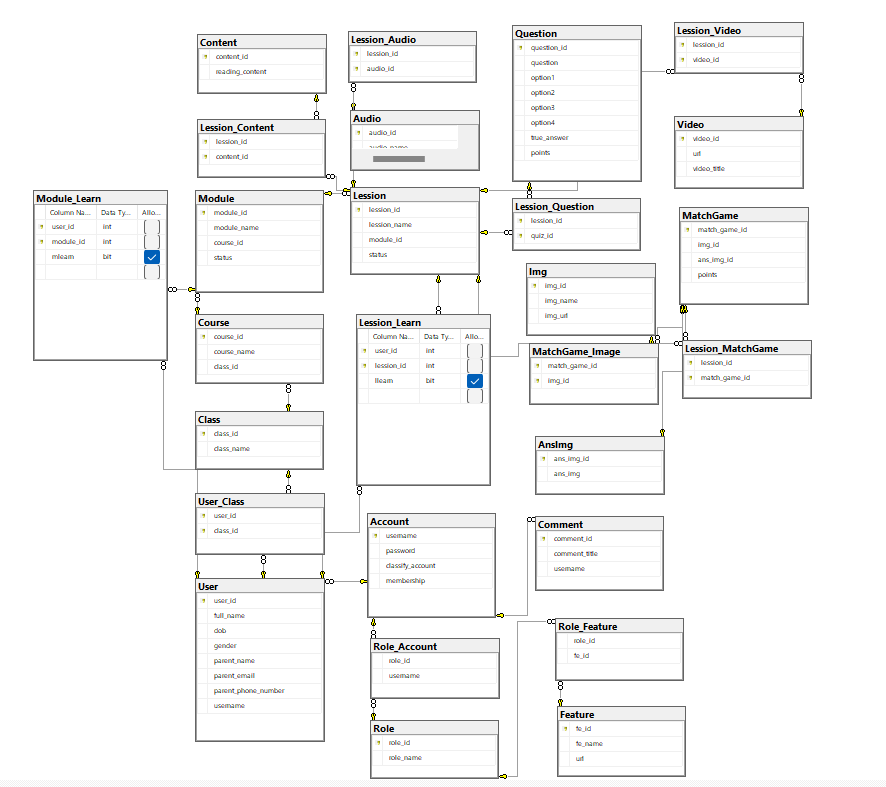 Content
content_id
reading_content
Lession_Audio
lession_id
audio_id
Question
question_id
question
option1
option2
option3
option4
true_answer
points
Lession_Video
lession_id
video_id
Lession_Content
lession_id
content_id
Audio
audio_id
audio_name
Video
video_id
url
video_title
Module_Learn
Column Na... Data Ty... Allo...
user_id int
module_id int
mlearn bit
Module
module_id
module_name
course_id
status
Lession
lession_id
lession_name
module_id
status
Lession_Question
lession_id
quiz_id
MatchGame
match_game_id
img_id
ans_img_id
points
Img
img_id
img_name
img_url
Course
course_id
course_name
class_id
Lession_Learn
Column Na... Data Ty... Allo...
user_id int
lession_id int
llearn bit
MatchGame_Image
match_game_id
img_id
Lession_MatchGame
lession_id
match_game_id
Class
class_id
class_name
AnsImg
ans_img_id
ans_img
User_Class
user_id
class_id
Account
username
password
classify_account
membership
Comment
comment_id
comment_title
username
User
user_id
full_name
dob
gender
parent_name
parent_email
parent_phone_number
username
Role_Account
role_id
username
Role_Feature
role_id
fe_id
Role
role_id
role_name
Feature
fe_id
fe_name
url